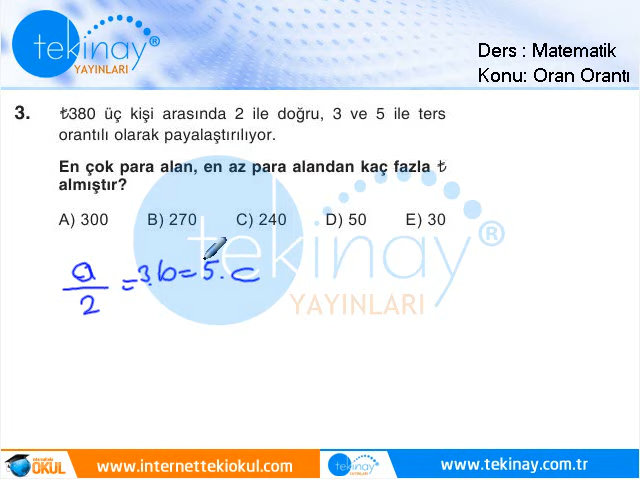 tekinay®
YAYINLARI
Ders : Matematik
Konu: Oran Orantı
3. ₺380 üç kişi arasında 2 ile doğru, 3 ve 5 ile ters
orantılı olarak payalaştırılıyor.
En çok para alan, en az para alandan kaç fazla ₺
almıştır?
A) 300 B) 270 C) 240 D) 50 E) 30
a/2 = 3.b = 5.c
tekinay®
YAYINLARI
OKUL
www.internettekiokul.com
tekinay
www.tekinay.com.tr